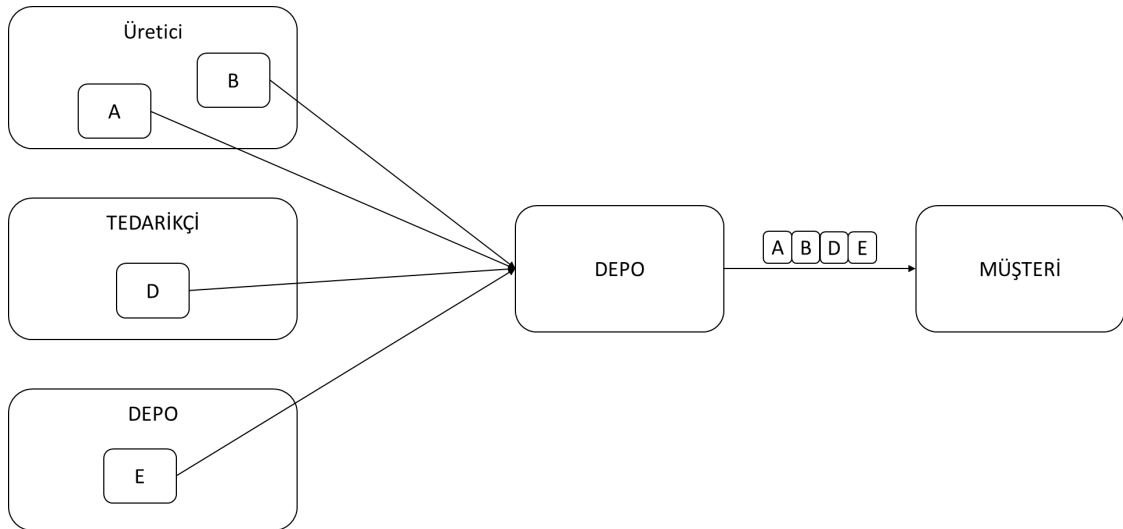 Üretici
B
A
TEDARİKÇİ
D
DEPO
E
DEPO
A B D E
MÜŞTERİ